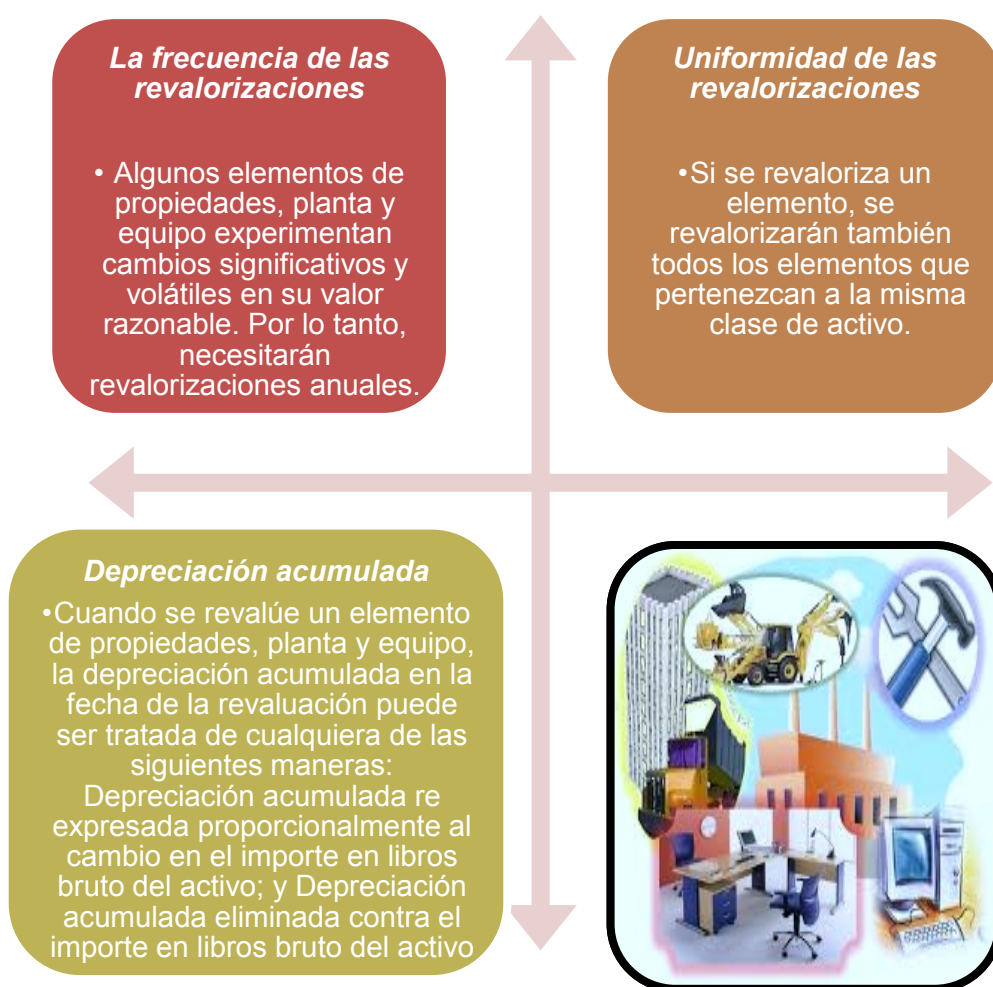 La frecuencia de las
revalorizaciones
• Algunos elementos de
propiedades, planta y
equipo experimentan
cambios significativos y
volátiles en su valor
razonable. Por lo tanto,
necesitarán
revalorizaciones anuales.
Uniformidad de las
revalorizaciones
•Si se revaloriza un
elemento, se
revalorizarán también
todos los elementos que
pertenezcan a la misma
clase de activo.
Depreciación acumulada
•Cuando se revalúe un elemento
de propiedades, planta y equipo,
la depreciación acumulada en la
fecha de la revaluación puede
ser tratada de cualquiera de las
siguientes maneras:
Depreciación acumulada re
expresada proporcionalmente al
cambio en el importe en libros
bruto del activo; y Depreciación
acumulada eliminada contra el
importe en libros bruto del activo